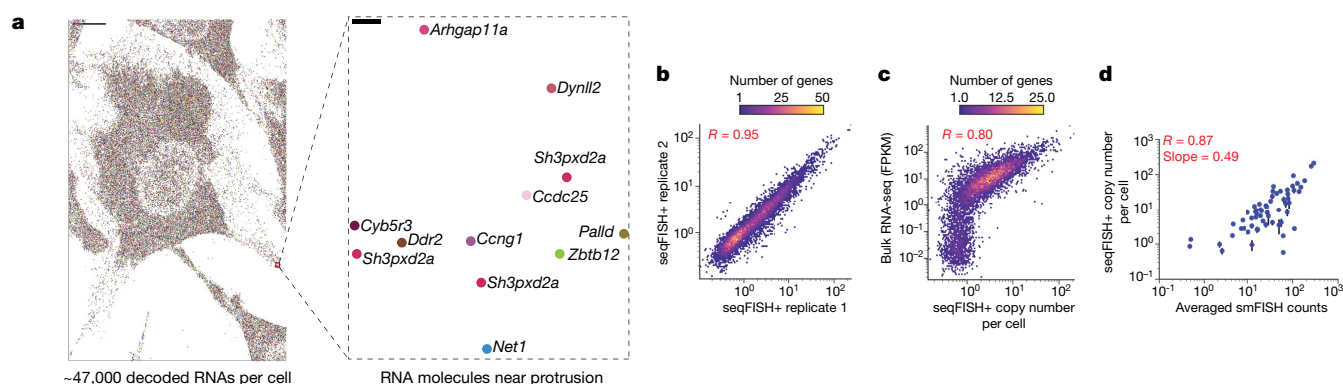 a
Arhgap11a
Dynll2
Sh3pxd2a
Ccdc25
Cyb5r3
Ddr2
Ccng1
Palld
Sh3pxd2a
Zbtb12
Sh3pxd2a
Net1
~47,000 decoded RNAs per cell
RNA molecules near protrusion
b
Number of genes
1 25 50
R = 0.95
seqFISH+ replicate 2
10²
10¹
10⁰
10⁰ 10¹ 10²
seqFISH+ replicate 1
c
Number of genes
1.0 12.5 25.0
R = 0.80
Bulk RNA-seq (FPKM)
10²
10¹
10⁰
10⁻¹
10⁻²
10⁰ 10¹ 10²
seqFISH+ copy number
per cell
d
R = 0.87
Slope = 0.49
seqFISH+ copy number
per cell
10³
10²
10¹
10⁰
10⁻¹
10⁻¹ 10⁰ 10¹ 10² 10³
Averaged smFISH counts